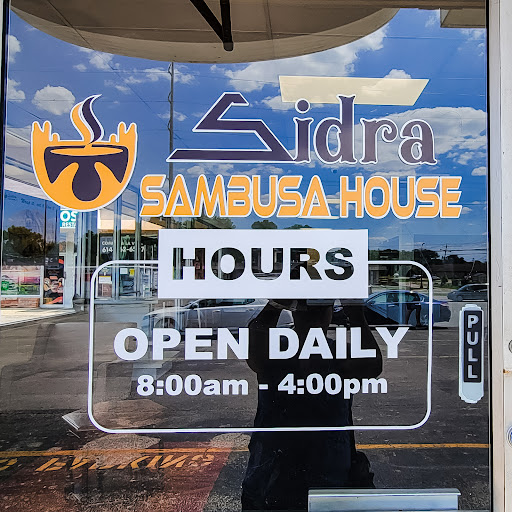 Sidra
SAMBUSA HOUSE
HOURS
OPEN DAILY
8:00am - 4:00pm
PULL